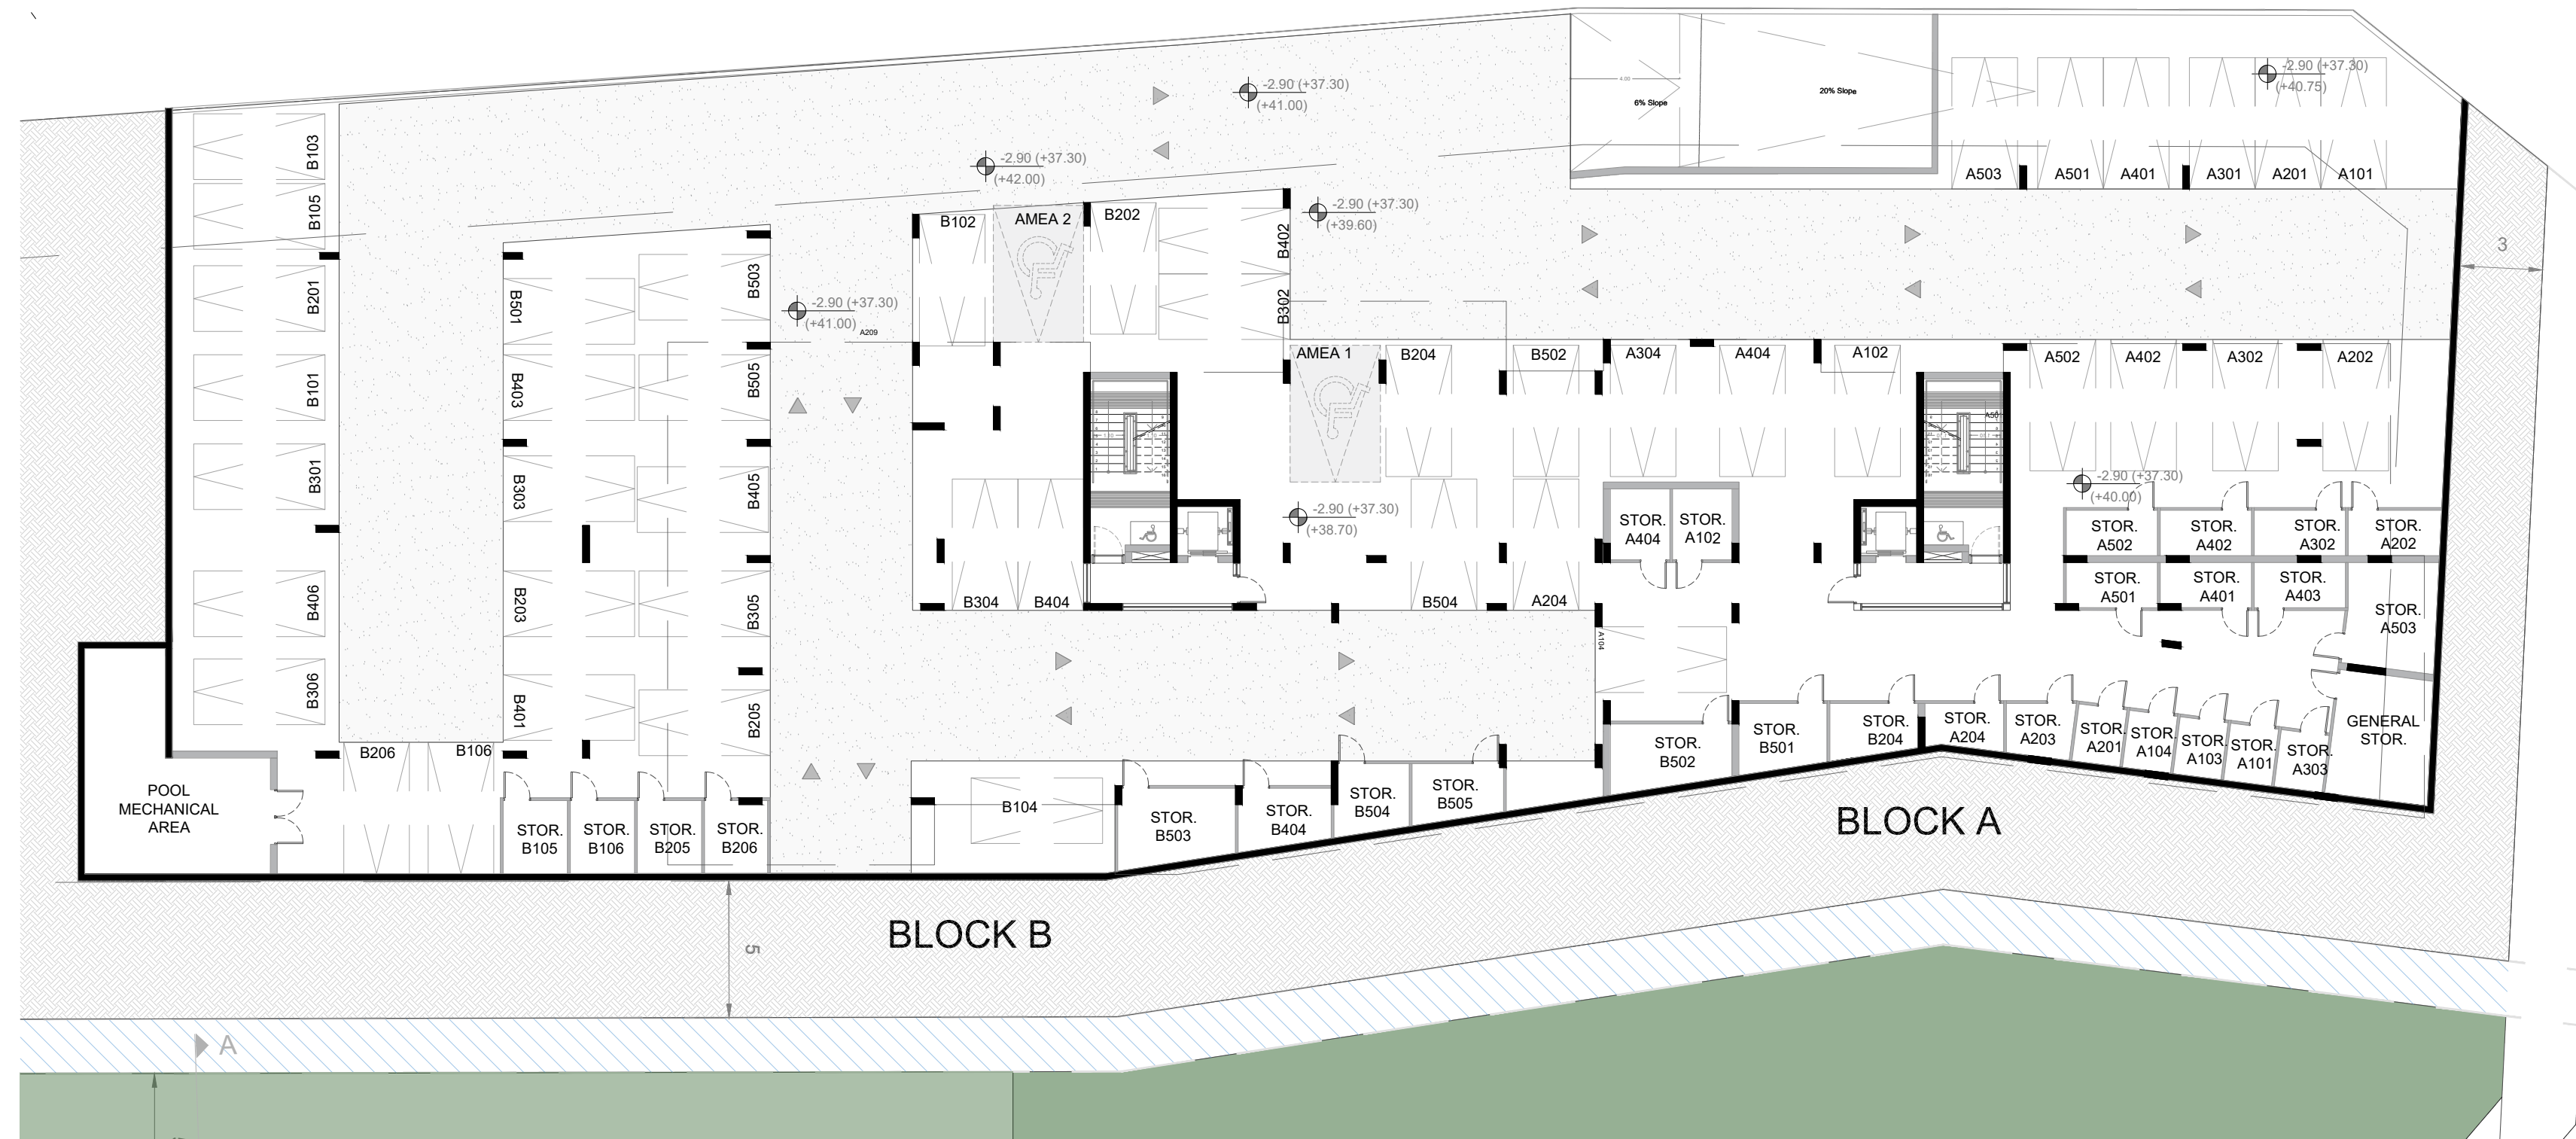 -2.90 (+37.30)
(+40.75)
-2.90 (+37.30)
(+41.00)
4.00
6% Slope
20% Slope
A503
A501
A401
A301
A201
A101
-2.90 (+37.30)
(+42.00)
B103
B105
B201
B101
B301
B406
B306
B501
B403
B303
B203
B401
B503
B505
B405
B305
B205
-2.90 (+37.30)
(+41.00)
A209
B102
AMEA 2
B202
B402
B302
-2.90 (+37.30)
(+39.60)
3
AMEA 1
B204
B502
A304
A404
A102
A502
A402
A302
A202
-2.90 (+37.30)
(+38.70)
-2.90 (+37.30)
(+40.00)
B304
B404
B504
A204
A104
STOR.
A404
STOR.
A102
STOR.
A502
STOR.
A402
STOR.
A302
STOR.
A202
STOR.
A501
STOR.
A401
STOR.
A403
STOR.
A503
GENERAL
STOR.
B206
B106
POOL
MECHANICAL
AREA
STOR.
B105
STOR.
B106
STOR.
B205
STOR.
B206
B104
STOR.
B503
STOR.
B404
STOR.
B504
STOR.
B505
STOR.
B502
STOR.
B501
STOR.
B204
STOR.
A204
STOR.
A203
STOR.
A201
STOR.
A104
STOR.
A103
STOR.
A101
STOR.
A303
BLOCK A
BLOCK B
5
A